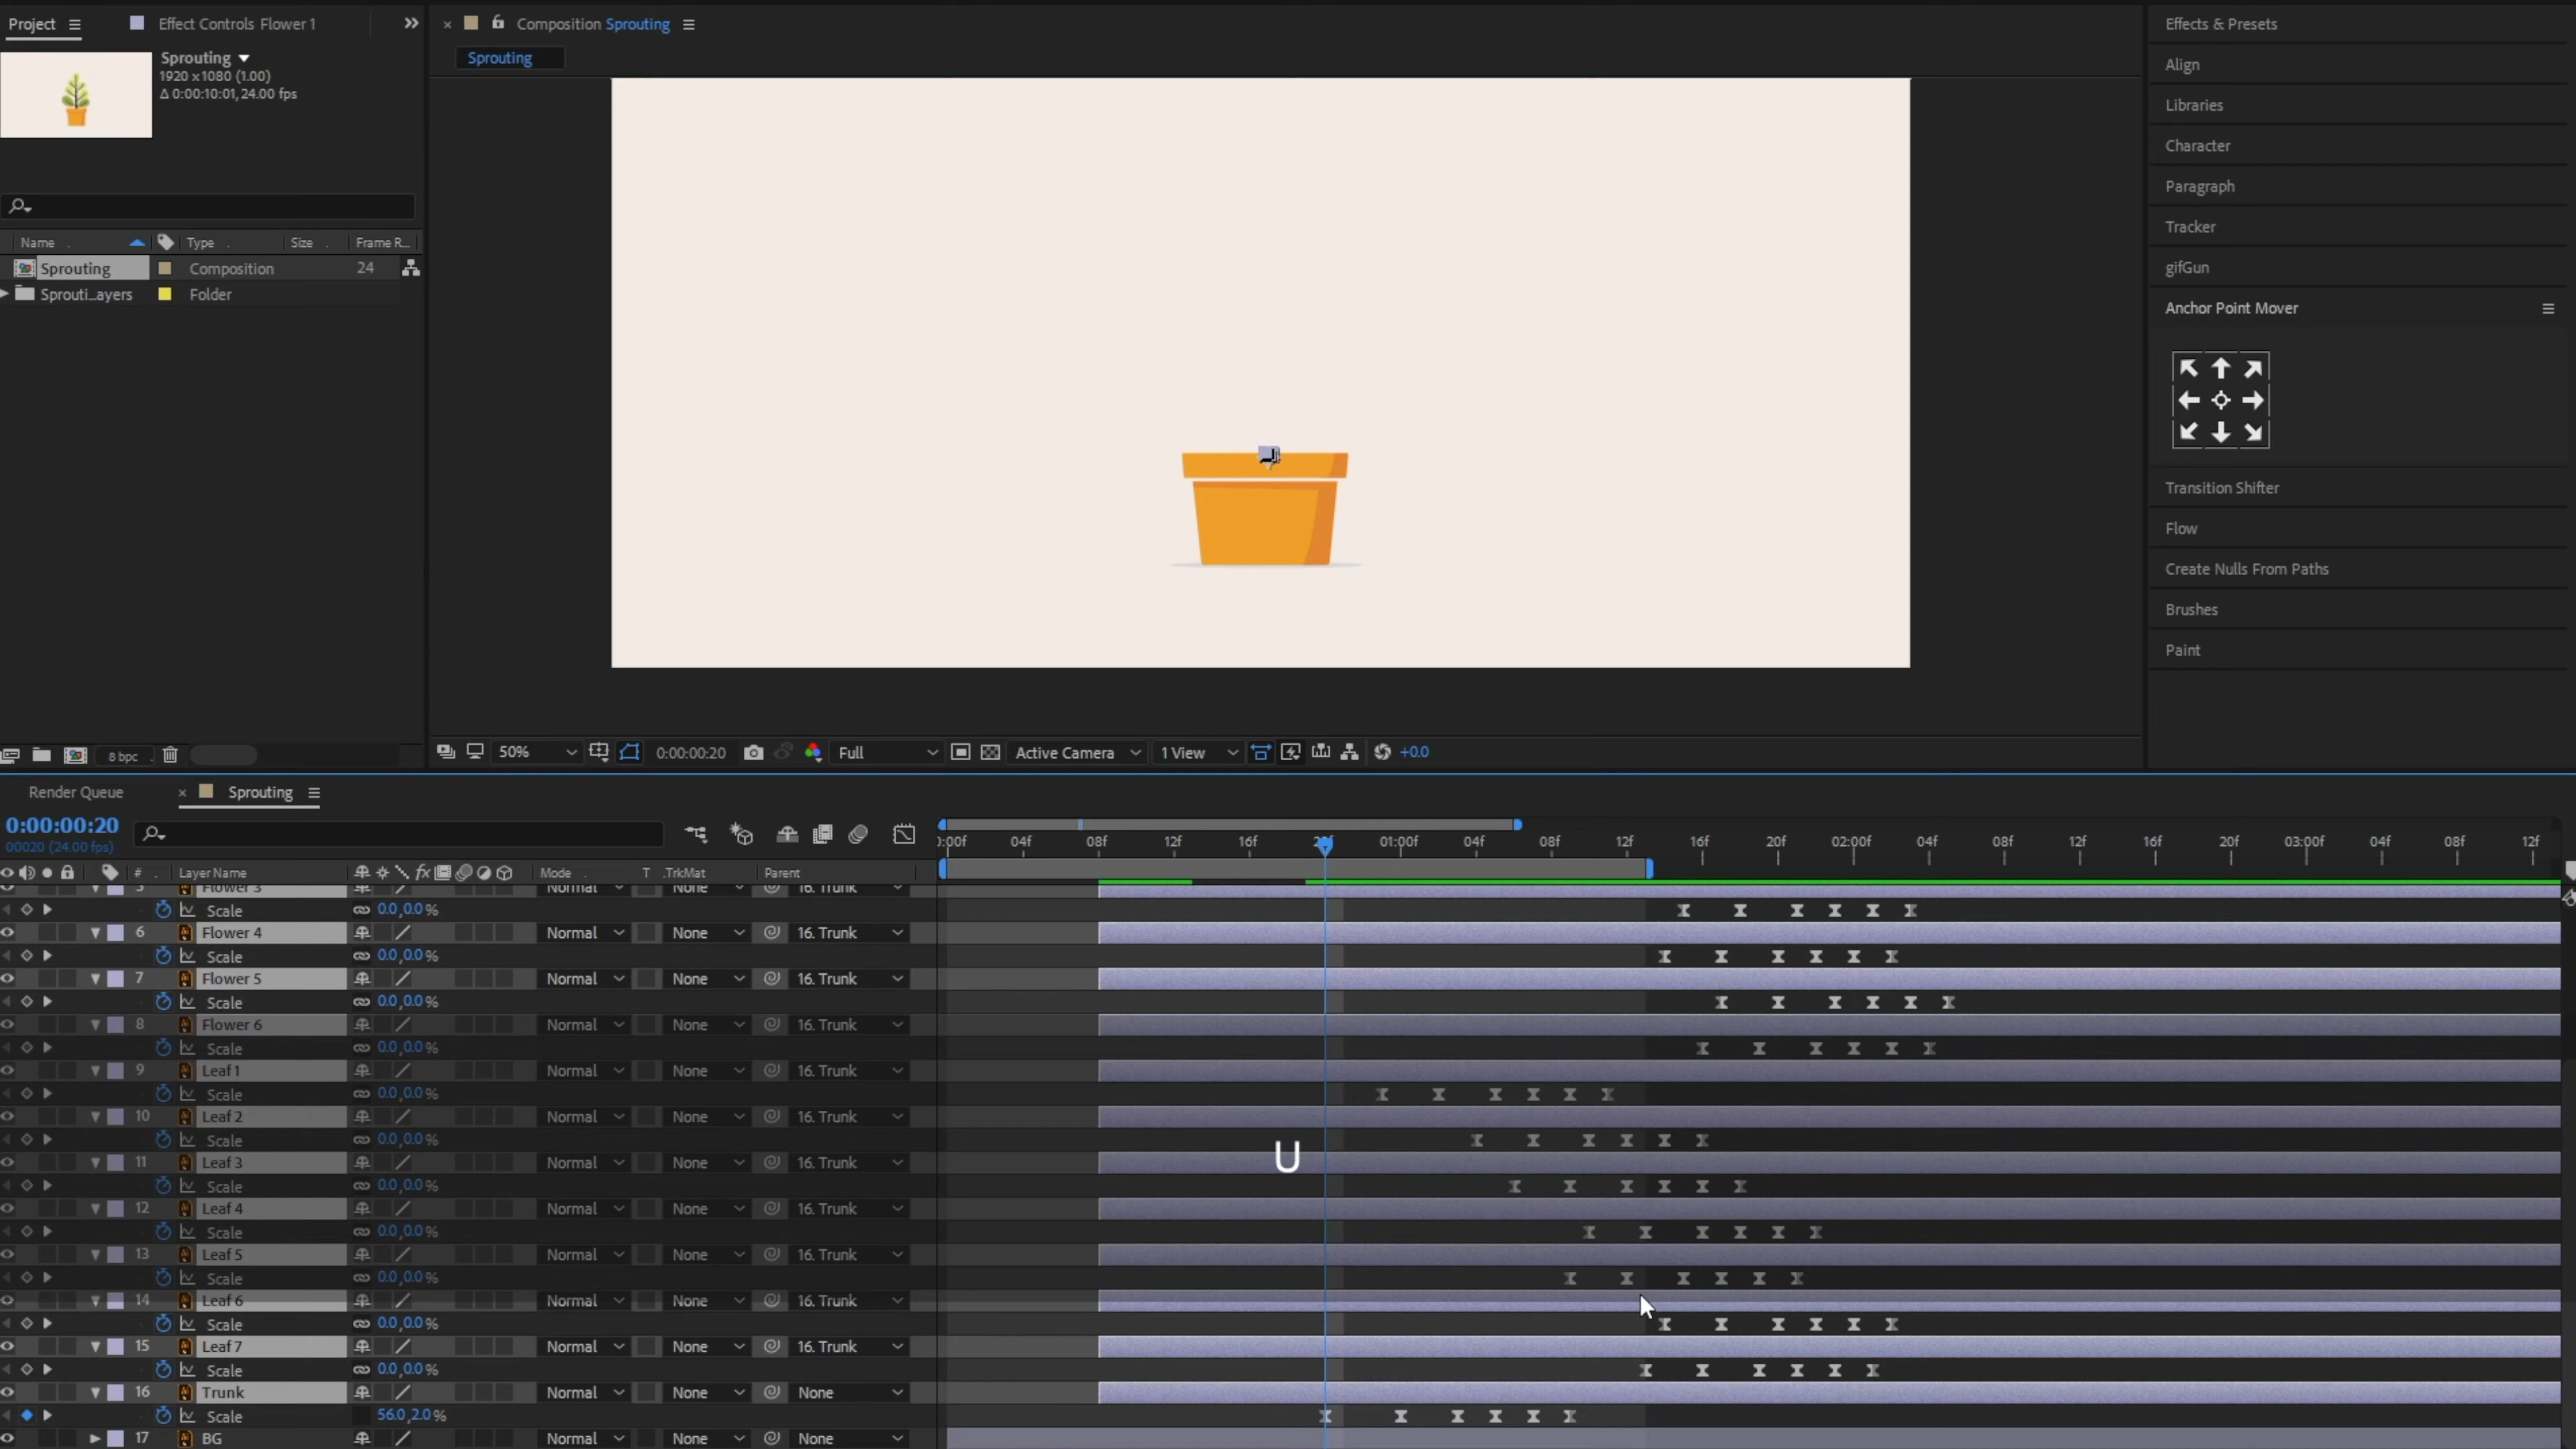 Project
Effect Controls Flower 1
Composition Sprouting
Effects & Presets
Sprouting
1920 x1080 (1.00)
Δ 0:00:10:01, 24.00 fps
Sprouting
Align
Libraries
Character
Paragraph
Tracker
gifGun
Anchor Point Mover
Transition Shifter
Flow
Create Nulls From Paths
Brushes
Paint
Name Type Size Frame R...
Sprouting Composition 24
Sprouti...ayers Folder
8 bpc
50% 0:00:00:20 Full Active Camera 1 View +0.0
Render Queue Sprouting
0:00:00:20
00020 (24.00 fps)
:00f 04f 08f 12f 16f 20f 01:00f 04f 08f 12f 16f 20f 02:00f 04f 08f 12f 16f 20f 03:00f 04f 08f 12f
# Layer Name fx Mode T .TrkMat Parent
5 Flower 3 Normal None 16. Trunk
Scale 0.0,0.0%
6 Flower 4 Normal None 16. Trunk
Scale 0.0,0.0%
7 Flower 5 Normal None 16. Trunk
Scale 0.0,0.0%
8 Flower 6 Normal None 16. Trunk
Scale 0.0,0.0%
9 Leaf 1 Normal None 16. Trunk
Scale 0.0,0.0%
10 Leaf 2 Normal None 16. Trunk
Scale 0.0,0.0%
11 Leaf 3 Normal None 16. Trunk
Scale 0.0,0.0%
12 Leaf 4 Normal None 16. Trunk
Scale 0.0,0.0%
13 Leaf 5 Normal None 16. Trunk
Scale 0.0,0.0%
14 Leaf 6 Normal None 16. Trunk
Scale 0.0,0.0%
15 Leaf 7 Normal None 16. Trunk
Scale 0.0,0.0%
16 Trunk Normal None None
Scale 56.0,2.0%
17 BG Normal None None
U